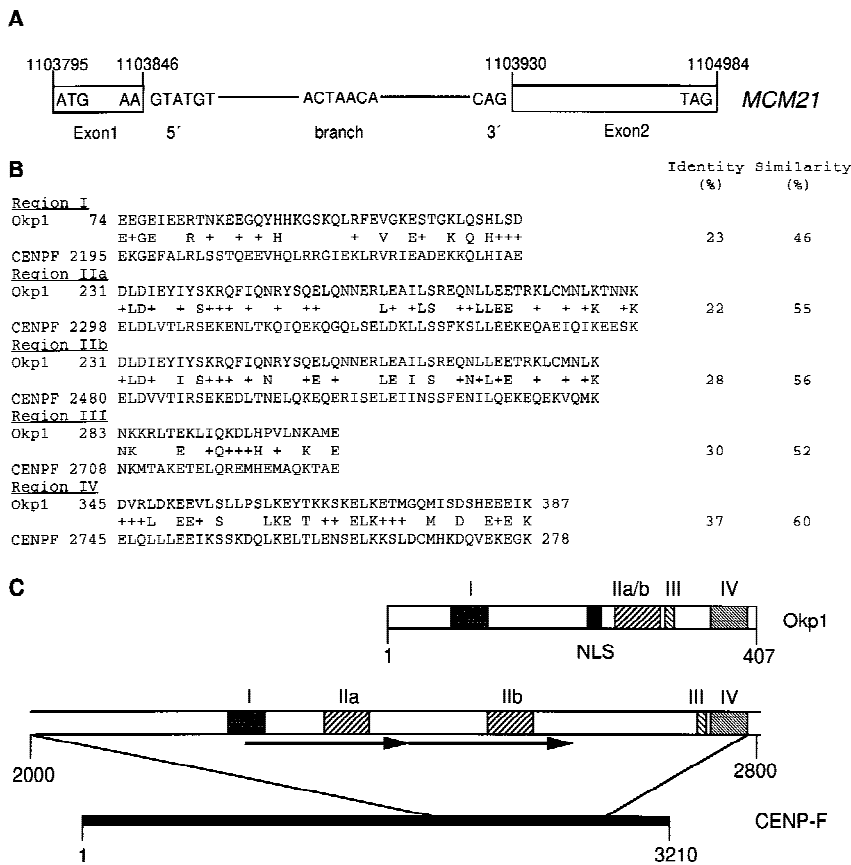 A
1103795 1103846 1103930 1104984
ATG AA GTATGT ACTAACA CAG TAG MCM21
Exon1 5´ branch 3´ Exon2
B
Identity Similarity
(%) (%)
Region I
Okp1 74 EEGEIEERTNKEEGQYHHKGSKQLRFEVGKESTGKLQSHLSD
E+GE R + + + H + V E+ K Q H+++ 23 46
CENPF 2195 EKGEFALRLSSTQEEVHQLRRGIEKLRVRIEADEKKQLHIAE
Region IIa
Okp1 231 DLDIEYIYSKRQFIQNRYSQELQNNERLEAILSREQNLLEETRKLCMNLKTNNK
+LD+ + S+++ + + + + L+ +LS ++LLEE + + +K +K 22 55
CENPF 2298 ELDLVTLRSEKENLTKQIQEKQGQLSELDKLLSSFKSLLEEKEQAEIQIKEESK
Region IIb
Okp1 231 DLDIEYIYSKRQFIQNRYSQELQNNERLEAILSREQNLLEETRKLCMNLK
+LD+ I S+++ + N +E + LE I S +N+L+E + + +K 28 56
CENPF 2480 ELDVVTIRSEKEDLTNELQKEQERISELEIINSSFENILQEKEQEKVQMK
Region III
Okp1 283 NKKRLTEKLIQKDLHPVLNKAME
NK E +Q+++H + K E 30 52
CENPF 2708 NKMTAKETELQREMHEMAQKTAE
Region IV
Okp1 345 DVRLDKEEVLSLLPSLKEYTKKSKELKETMGQMISDSHEEEIK 387
+++L EE+ S LKE T ++ ELK+++ M D E+E K 37 60
CENPF 2745 ELQLLLEEIKSSKDQLKELTLENSELKKSLDCMHKDQVEKEGK 278
C
I IIa/b III IV
Okp1
1 NLS 407
I IIa IIb III IV
2000 2800
CENP-F
1 3210